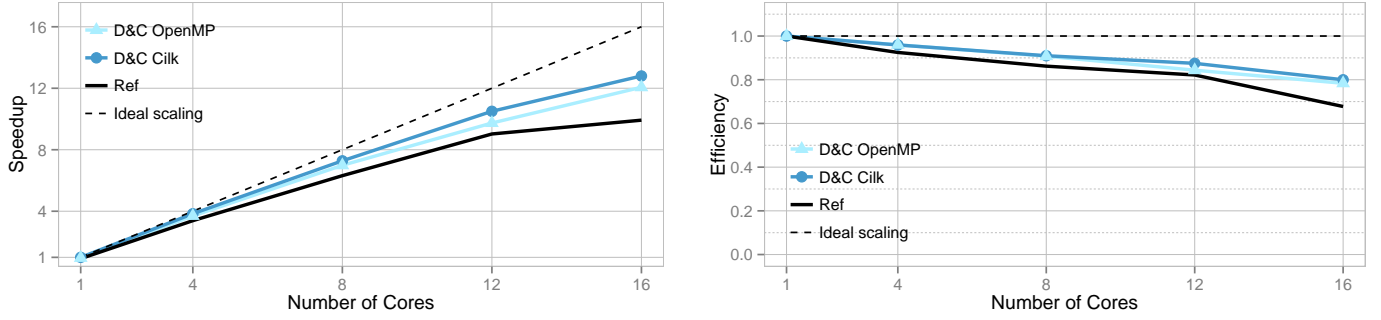 16
12
8
4
1
Speedup
D&C OpenMP
D&C Cilk
Ref
Ideal scaling
1
4
8
12
16
Number of Cores
1.0
0.8
0.6
0.4
0.2
0.0
Efficiency
D&C OpenMP
D&C Cilk
Ref
Ideal scaling
1
4
8
12
16
Number of Cores